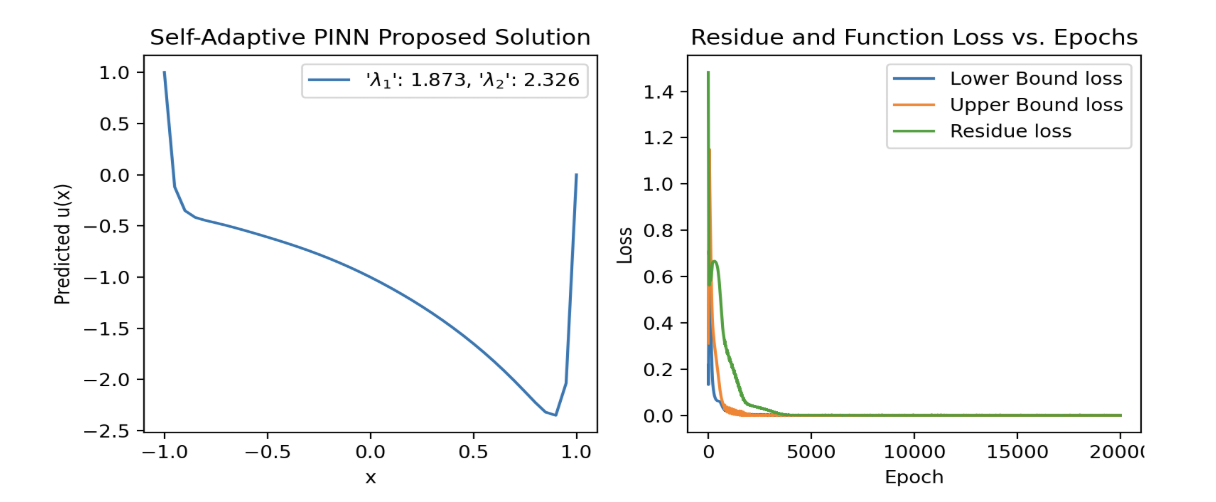 Self-Adaptive PINN Proposed Solution
'λ₁': 1.873, 'λ₂': 2.326
1.0
0.5
0.0
−0.5
−1.0
−1.5
−2.0
−2.5
Predicted u(x)
−1.0 −0.5 0.0 0.5 1.0
x
Residue and Function Loss vs. Epochs
Lower Bound loss
Upper Bound loss
Residue loss
1.4
1.2
1.0
0.8
0.6
0.4
0.2
0.0
Loss
0 5000 10000 15000 20000
Epoch